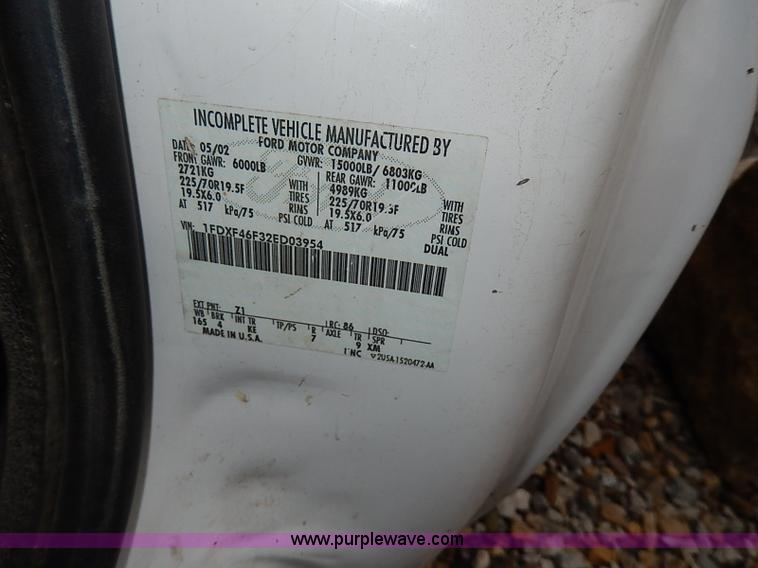 INCOMPLETE VEHICLE MANUFACTURED BY
FORD MOTOR COMPANY
DATE: 05/02 GVWR: 15000LB/ 6803KG
FRONT GAWR: 6000LB REAR GAWR: 11000LB
2721KG WITH 4989KG WITH
225/70R19.5F TIRES 225/70R19.5F TIRES
19.5X6.0 RIMS 19.5X6.0 RIMS
AT 517 kPa/75 PSI COLD AT 517 kPa/75 PSI COLD
DUAL
VIN: 1FDXF46F32ED03954
EXT PNT: Z1 RC: 86 DSO:
WB BRK INT TR TP/PS R AXLE TR SPR
165 4 KE 7 9 XM
MADE IN U.S.A. INC 2U5A-1520472-AA
www.purplewave.com